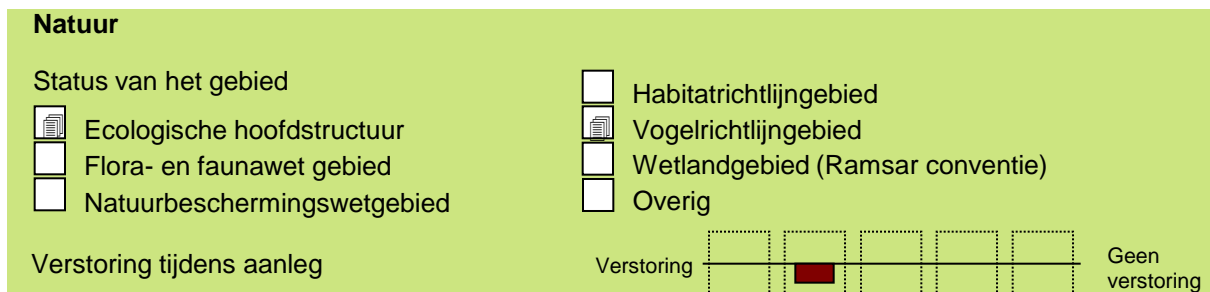 Natuur
Status van het gebied
Ecologische hoofdstructuur
Flora- en faunawet gebied
Natuurbeschermingswetgebied
Habitatrichtlijngebied
Vogelrichtlijngebied
Wetlandgebied (Ramsar conventie)
Overig
Verstoring tijdens aanleg
Verstoring
Geen
verstoring